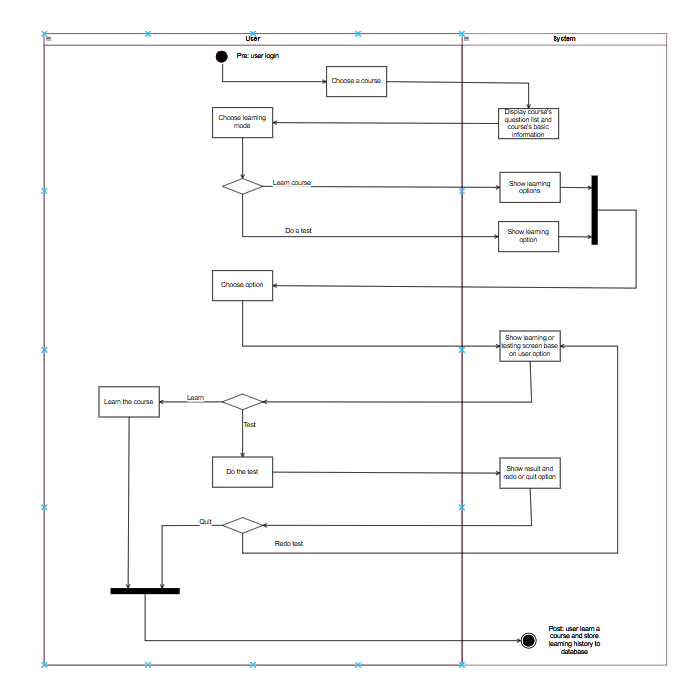 User
System
Pre: user login
Choose a course
Choose learning
mode
Display course's
question list and
course's basic
information
Learn course
Show learning
options
Do a test
Show learning
option
Choose option
Show learning or
testing screen base
on user option
Learn the course
Learn
Test
Do the test
Show result and
redo or quit option
Quit
Redo test
Post: user learn a
course and store
learning history to
database